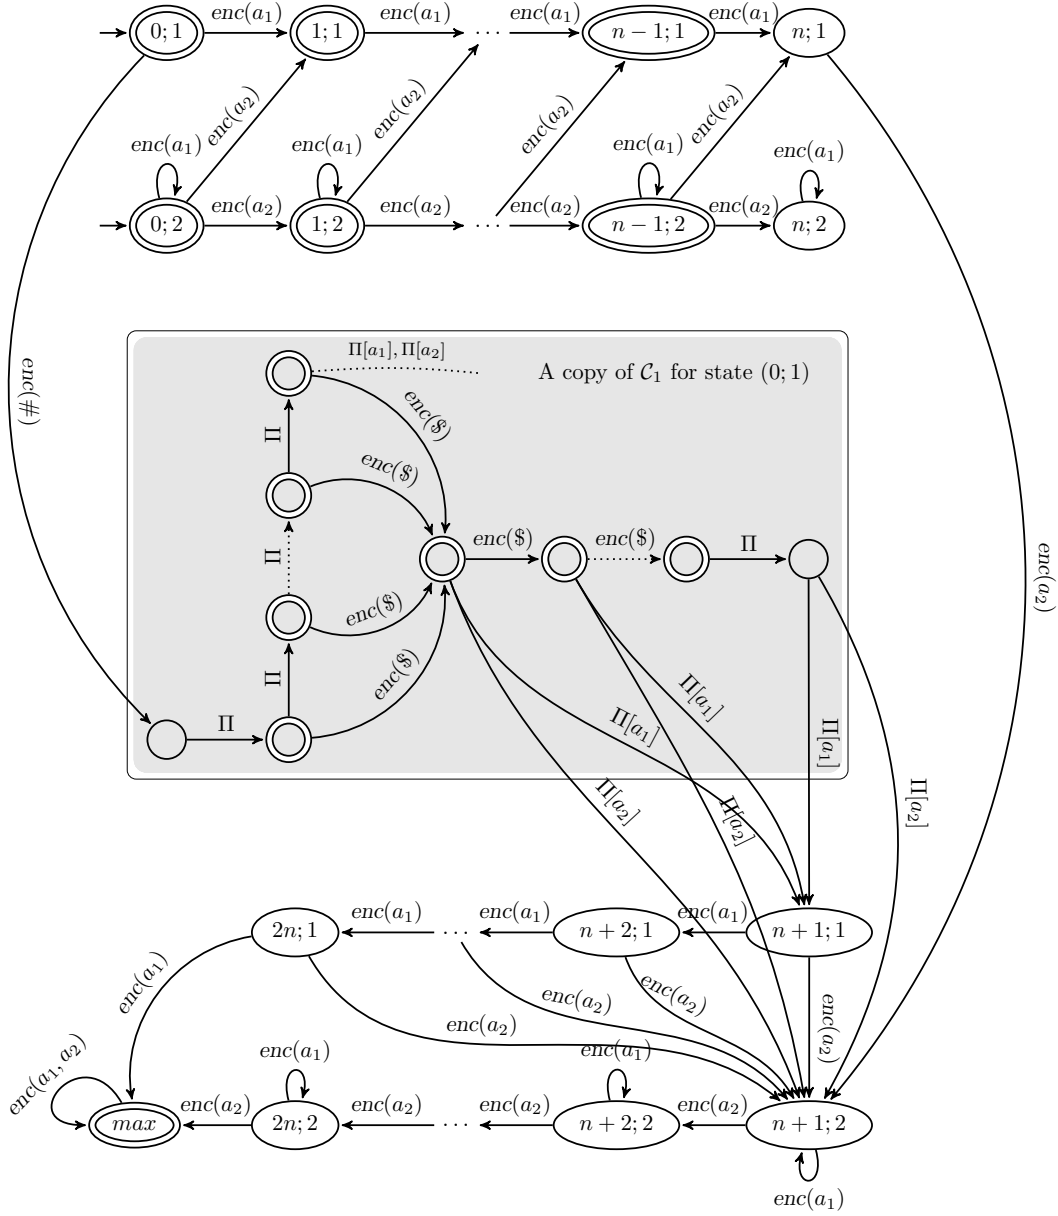 enc(a₁) enc(a₁) enc(a₁) enc(a₁)
0; 1 1; 1 ··· n − 1; 1 n; 1
enc(a₂) enc(a₂) enc(a₂) enc(a₂)
enc(a₁) enc(a₁) enc(a₁) enc(a₁)
enc(a₂) enc(a₂) enc(a₂) enc(a₂)
0; 2 1; 2 ··· n − 1; 2 n; 2
Π[a₁], Π[a₂]
A copy of 𝒞₁ for state (0; 1)
enc(#)
enc($)
Π
enc($)
enc($) enc($) Π
Π
enc(a₂)
enc($)
Π
enc($)
Π
Π[a₁]
Π[a₁] Π[a₁]
Π[a₂] Π[a₂] Π[a₂]
enc(a₁) enc(a₁) enc(a₁)
2n; 1 ··· n + 2; 1 n + 1; 1
enc(a₁)
enc(a₂) enc(a₂) enc(a₂) enc(a₂)
enc(a₁, a₂) enc(a₁) enc(a₁)
enc(a₂) enc(a₂) enc(a₂) enc(a₂)
max 2n; 2 ··· n + 2; 2 n + 1; 2
enc(a₁)